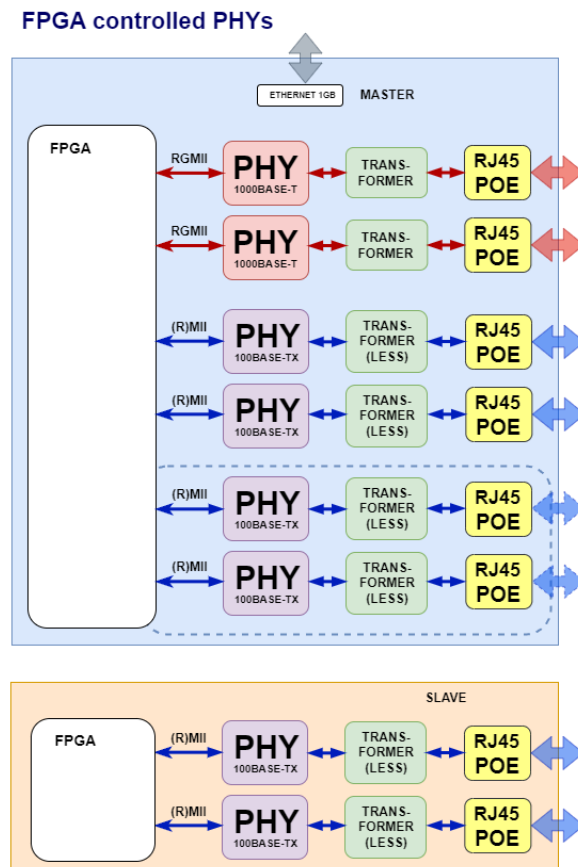 FPGA controlled PHYs
ETHERNET 1GB
MASTER
FPGA
RGMII
PHY
1000BASE-T
TRANS-
FORMER
RJ45
POE
RGMII
PHY
1000BASE-T
TRANS-
FORMER
RJ45
POE
(R)MII
PHY
100BASE-TX
TRANS-
FORMER
(LESS)
RJ45
POE
(R)MII
PHY
100BASE-TX
TRANS-
FORMER
(LESS)
RJ45
POE
(R)MII
PHY
100BASE-TX
TRANS-
FORMER
(LESS)
RJ45
POE
(R)MII
PHY
100BASE-TX
TRANS-
FORMER
(LESS)
RJ45
POE
SLAVE
FPGA
(R)MII
PHY
100BASE-TX
TRANS-
FORMER
(LESS)
RJ45
POE
(R)MII
PHY
100BASE-TX
TRANS-
FORMER
(LESS)
RJ45
POE